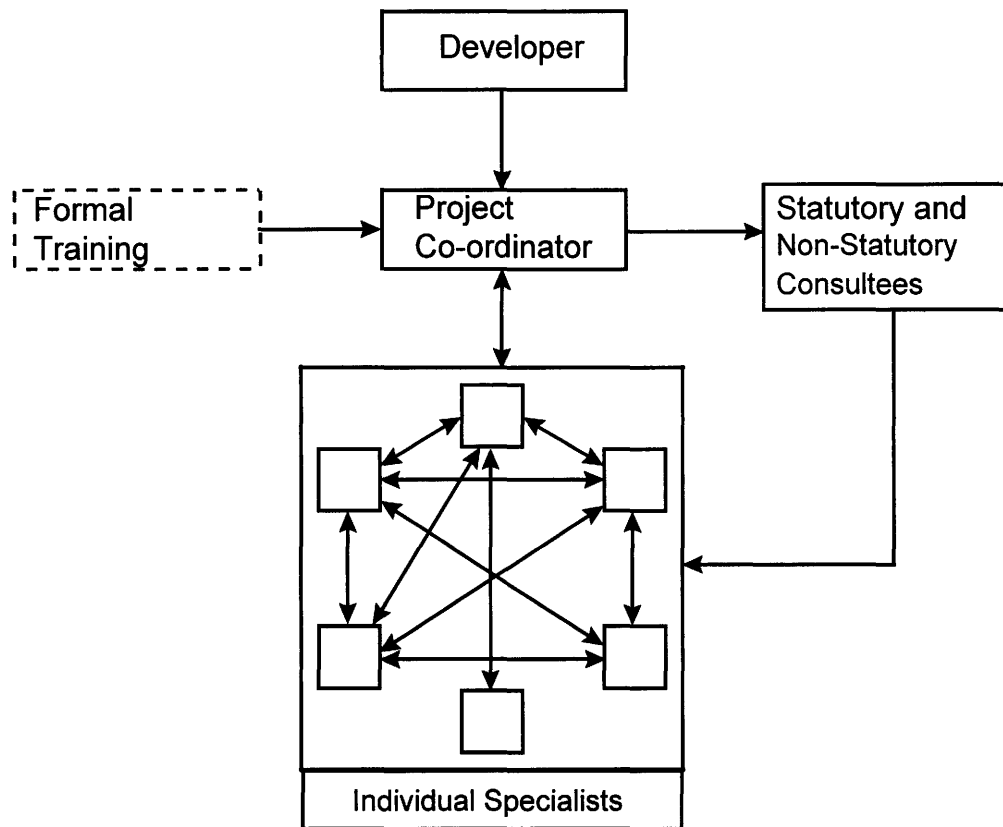 Developer
Formal
Training
Project
Co-ordinator
Statutory and
Non-Statutory
Consultees
Individual Specialists